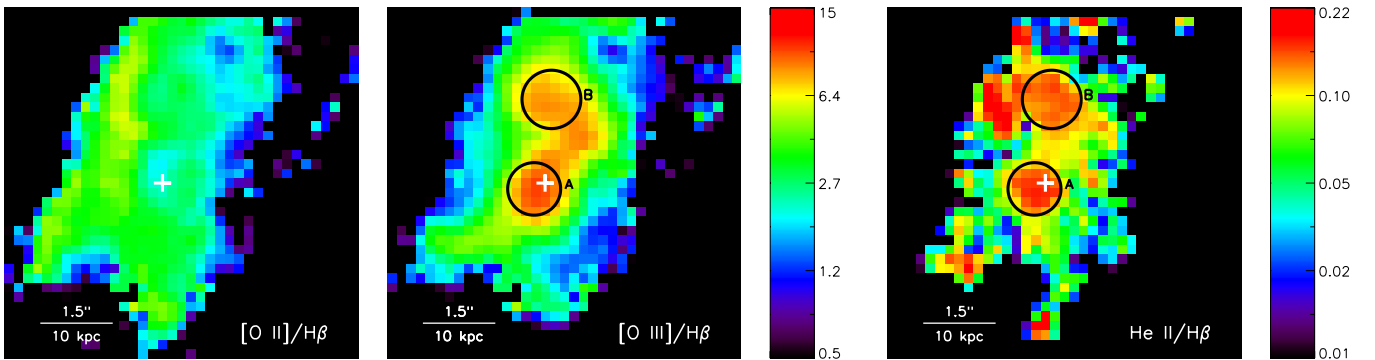 1.5"
10 kpc
[O II]/Hβ
B
A
1.5"
10 kpc
[O III]/Hβ
15
6.4
2.7
1.2
0.5
B
A
1.5"
10 kpc
He II/Hβ
0.22
0.10
0.05
0.02
0.01